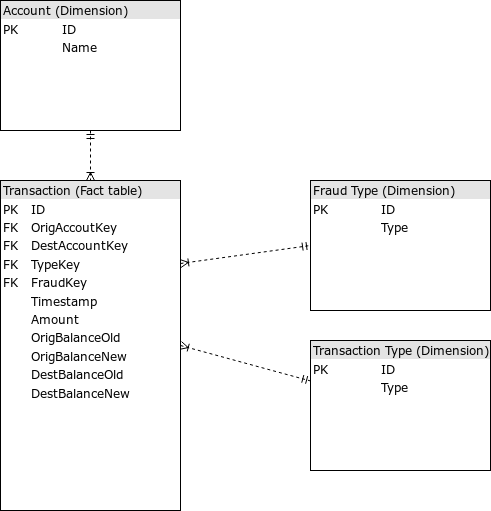 Account (Dimension)
PK ID
Name
Transaction (Fact table)
PK ID
FK OrigAccoutKey
FK DestAccountKey
FK TypeKey
FK FraudKey
Timestamp
Amount
OrigBalanceOld
OrigBalanceNew
DestBalanceOld
DestBalanceNew
Fraud Type (Dimension)
PK ID
Type
Transaction Type (Dimension)
PK ID
Type